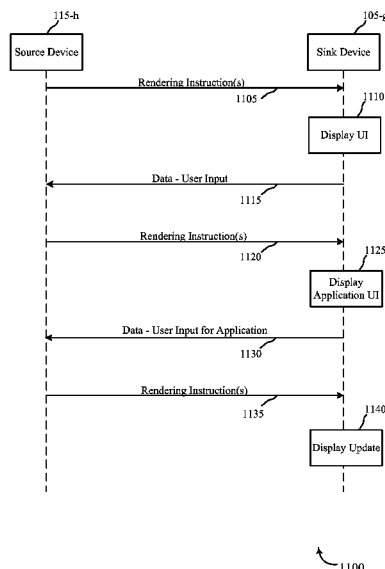 115-h
105-g
Source Device
Sink Device
Rendering Instruction(s)
1105
1110
Display UI
Data - User Input
1115
Rendering Instruction(s)
1120
1125
Display
Application UI
Data - User Input for Application
1130
Rendering Instruction(s)
1135
1140
Display Update
1100